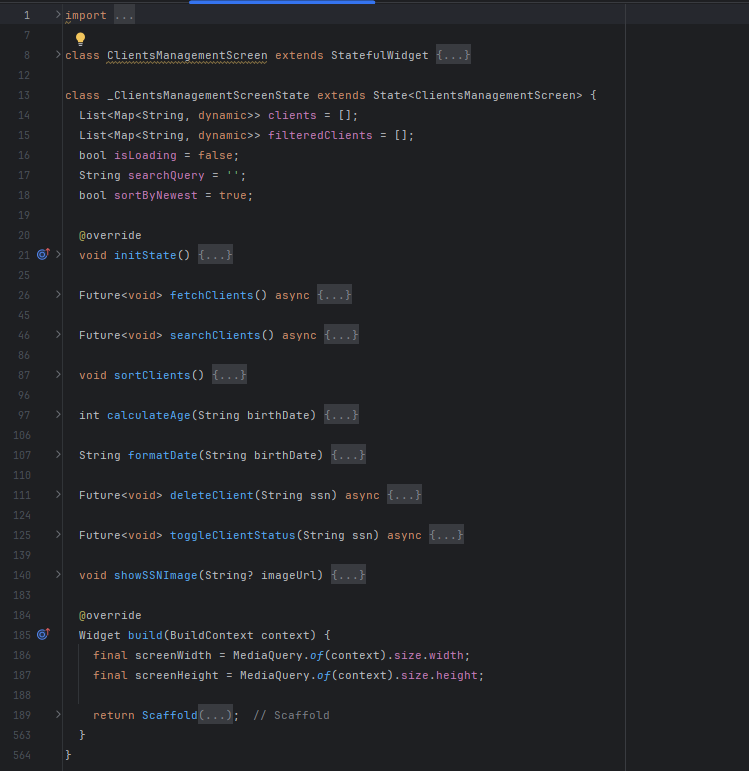 1 import ...
7
8 class ClientsManagementScreen extends StatefulWidget {...}
12
13 class _ClientsManagementScreenState extends State<ClientsManagementScreen> {
14 List<Map<String, dynamic>> clients = [];
15 List<Map<String, dynamic>> filteredClients = [];
16 bool isLoading = false;
17 String searchQuery = '';
18 bool sortByNewest = true;
19
20 @override
21 void initState() {...}
25
26 Future<void> fetchClients() async {...}
45
46 Future<void> searchClients() async {...}
86
87 void sortClients() {...}
96
97 int calculateAge(String birthDate) {...}
106
107 String formatDate(String birthDate) {...}
110
111 Future<void> deleteClient(String ssn) async {...}
124
125 Future<void> toggleClientStatus(String ssn) async {...}
139
140 void showSSNImage(String? imageUrl) {...}
183
184 @override
185 Widget build(BuildContext context) {
186 final screenWidth = MediaQuery.of(context).size.width;
187 final screenHeight = MediaQuery.of(context).size.height;
188
189 return Scaffold(...); // Scaffold
563 }
564 }